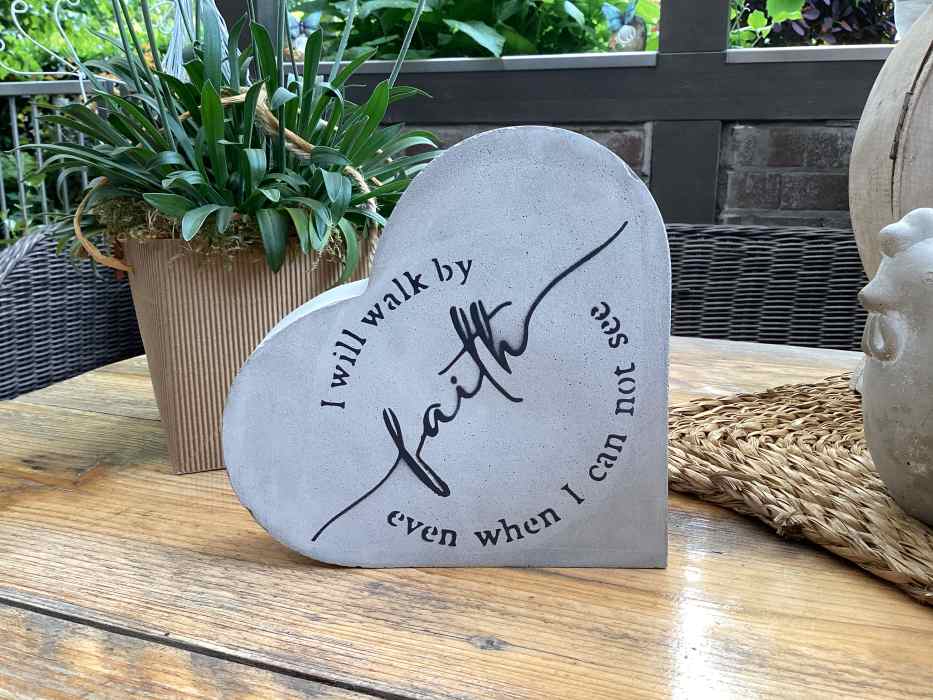 I will walk by
faith
even when I can not see